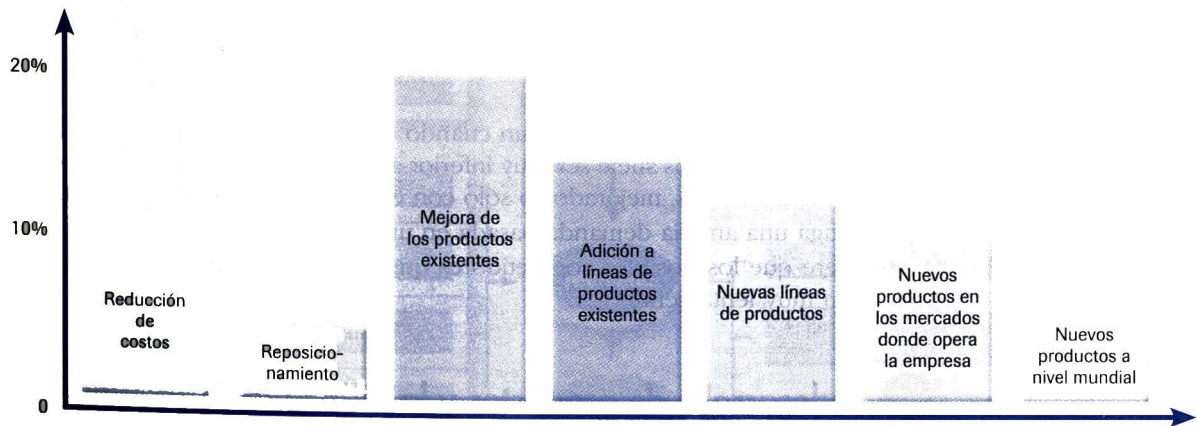 20%
10%
0
Reducción
de
costos
Reposicio-
namiento
Mejora de
los productos
existentes
Adición a
líneas de
productos
existentes
Nuevas líneas
de productos
Nuevos
productos en
los mercados
donde opera
la empresa
Nuevos
productos a
nivel mundial